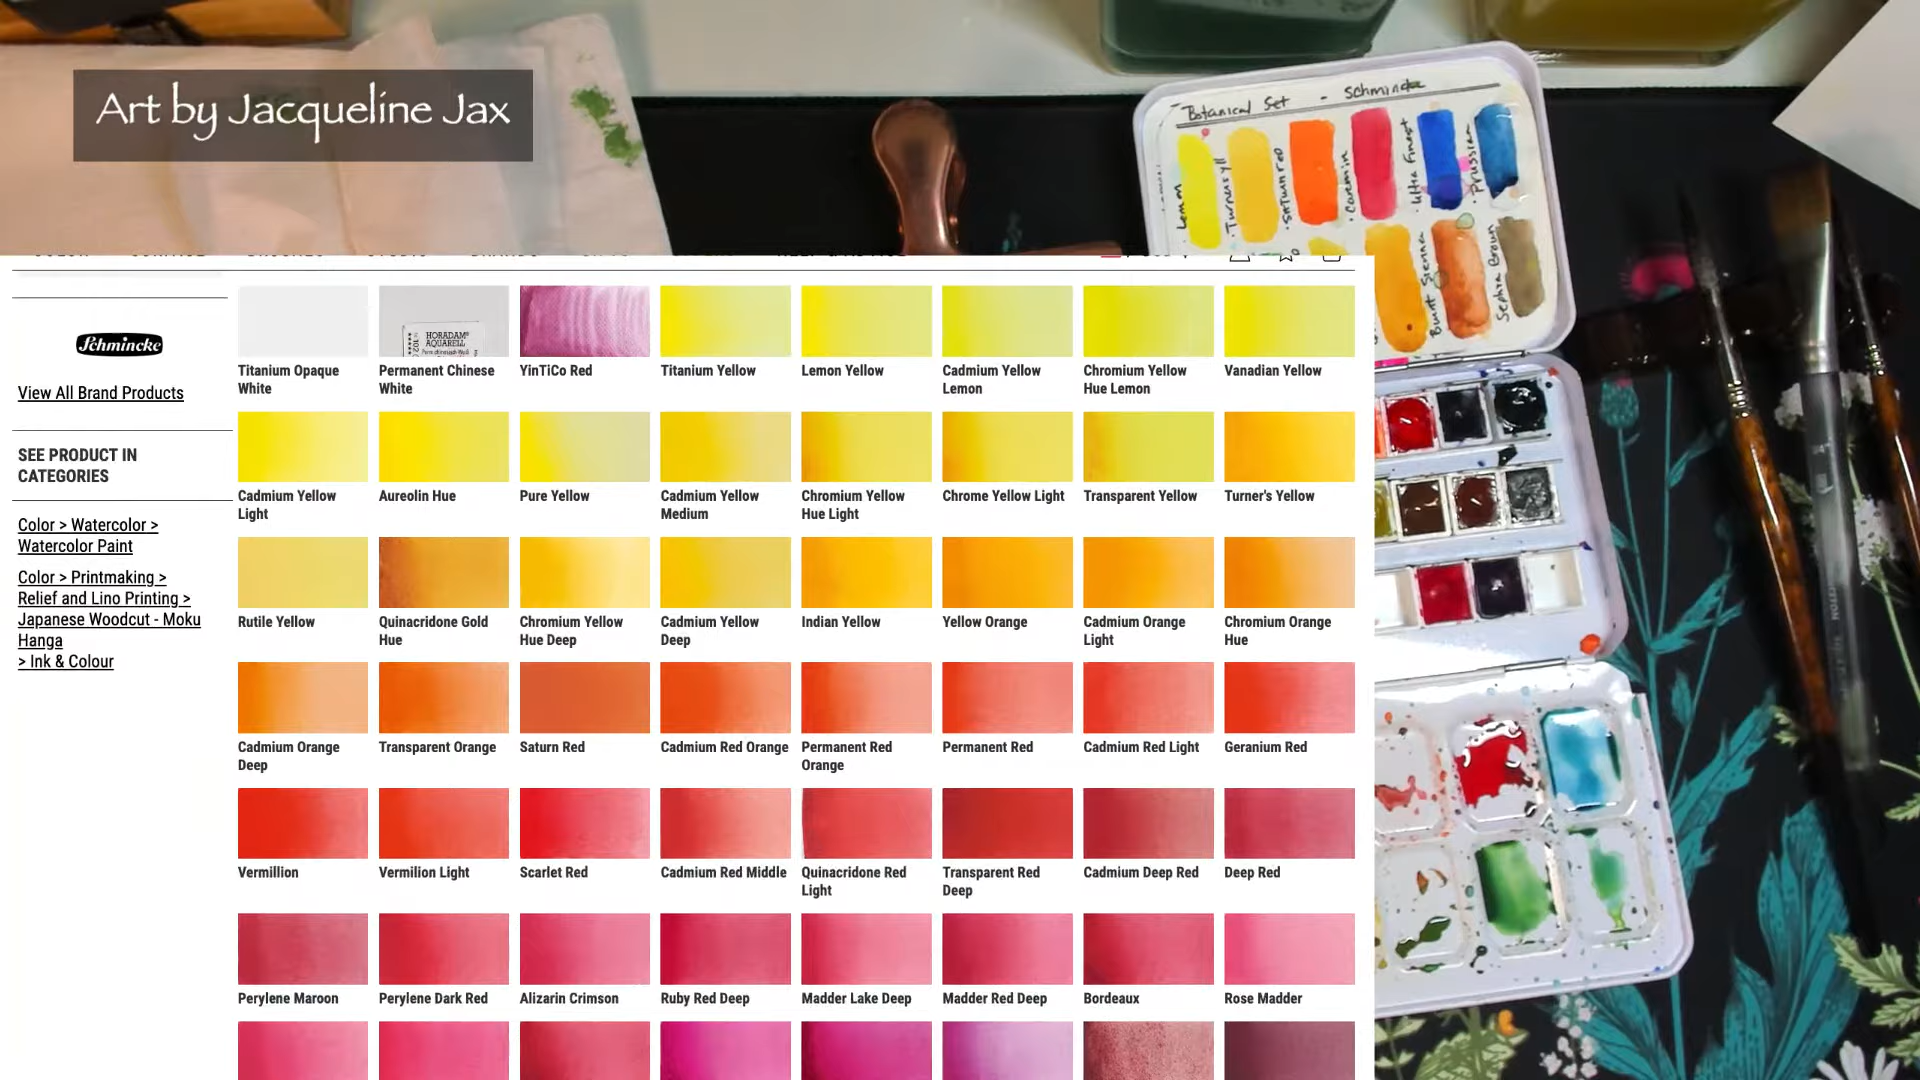 Art by Jacqueline Jax
Botanical Set - Schmincke
Lemon
Turners yll
Saturn red
Carmin
Ultra Finest
Prussian
Burnt Sienna
Sephia Brown
Schmincke
View All Brand Products
SEE PRODUCT IN
CATEGORIES
Color > Watercolor >
Watercolor Paint
Color > Printmaking >
Relief and Lino Printing >
Japanese Woodcut - Moku
Hanga
> Ink & Colour
HORADAM®
AQUARELL
Titanium Opaque
White
Permanent Chinese
White
YinTiCo Red
Titanium Yellow
Lemon Yellow
Cadmium Yellow
Lemon
Chromium Yellow
Hue Lemon
Vanadian Yellow
Cadmium Yellow
Light
Aureolin Hue
Pure Yellow
Cadmium Yellow
Medium
Chromium Yellow
Hue Light
Chrome Yellow Light
Transparent Yellow
Turner's Yellow
Rutile Yellow
Quinacridone Gold
Hue
Chromium Yellow
Hue Deep
Cadmium Yellow
Deep
Indian Yellow
Yellow Orange
Cadmium Orange
Light
Chromium Orange
Hue
Cadmium Orange
Deep
Transparent Orange
Saturn Red
Cadmium Red Orange
Permanent Red
Orange
Permanent Red
Cadmium Red Light
Geranium Red
Vermillion
Vermilion Light
Scarlet Red
Cadmium Red Middle
Quinacridone Red
Light
Transparent Red
Deep
Cadmium Deep Red
Deep Red
Perylene Maroon
Perylene Dark Red
Alizarin Crimson
Ruby Red Deep
Madder Lake Deep
Madder Red Deep
Bordeaux
Rose Madder